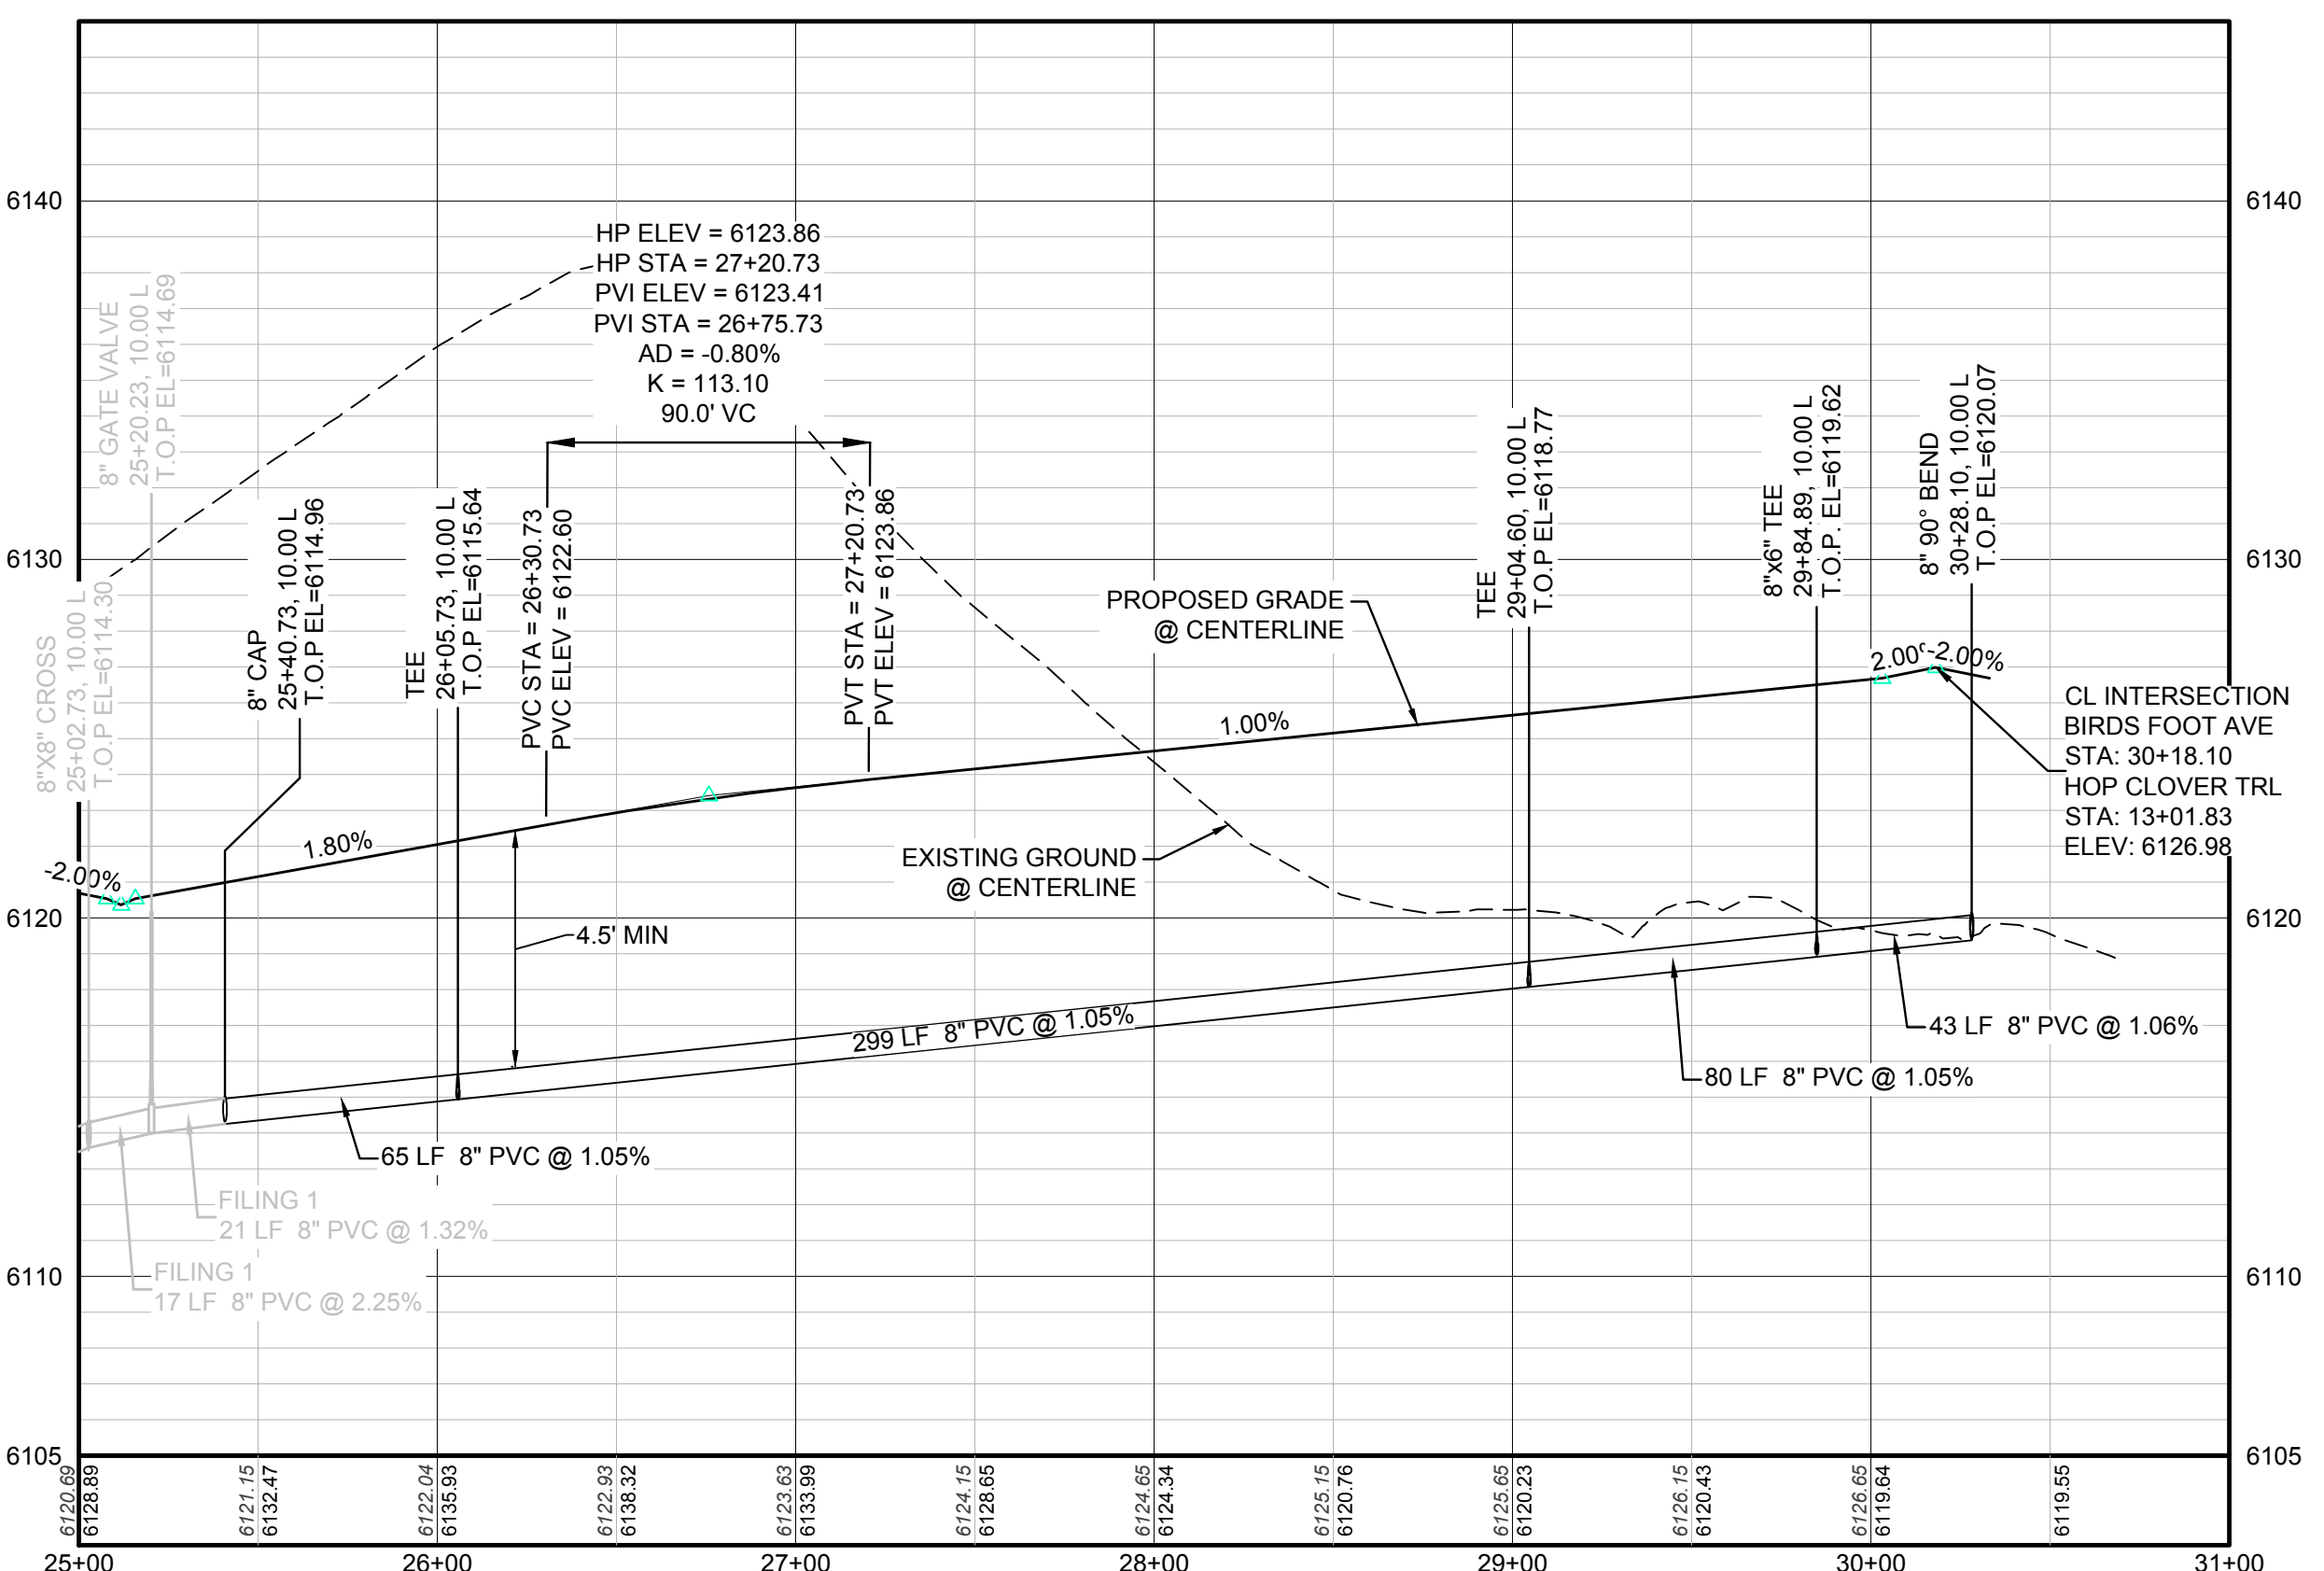 6140
6130
6120
6110
6105
6140
6130
6120
6110
6105
HP ELEV = 6123.86
HP STA = 27+20.73
PVI ELEV = 6123.41
PVI STA = 26+75.73
AD = -0.80%
K = 113.10
90.0' VC
8"X8" CROSS
25+02.73, 10.00 L
T.O.P EL=6114.30
8" GATE VALVE
25+20.23, 10.00 L
T.O.P EL=6114.69
8" CAP
25+40.73, 10.00 L
T.O.P EL=6114.96
TEE
26+05.73, 10.00 L
T.O.P EL=6115.64
PVC STA = 26+30.73
PVC ELEV = 6122.60
PVT STA = 27+20.73
PVT ELEV = 6123.86
PROPOSED GRADE
@ CENTERLINE
TEE
29+04.60, 10.00 L
T.O.P EL=6118.77
8"x6" TEE
29+84.89, 10.00 L
T.O.P. EL=6119.62
8" 90° BEND
30+28.10, 10.00 L
T.O.P EL=6120.07
-2.00%
1.80%
1.00%
2.00%
-2.00%
CL INTERSECTION
BIRDS FOOT AVE
STA: 30+18.10
HOP CLOVER TRL
STA: 13+01.83
ELEV: 6126.98
EXISTING GROUND
@ CENTERLINE
4.5' MIN
299 LF 8" PVC @ 1.05%
43 LF 8" PVC @ 1.06%
80 LF 8" PVC @ 1.05%
65 LF 8" PVC @ 1.05%
FILING 1
21 LF 8" PVC @ 1.32%
FILING 1
17 LF 8" PVC @ 2.25%
6120.69
6128.89
6121.15
6132.47
6122.04
6135.93
6122.93
6138.32
6123.63
6133.99
6124.15
6128.65
6124.65
6124.34
6125.15
6120.76
6125.65
6120.23
6126.15
6120.43
6126.65
6119.64
6119.55
25+00
26+00
27+00
28+00
29+00
30+00
31+00